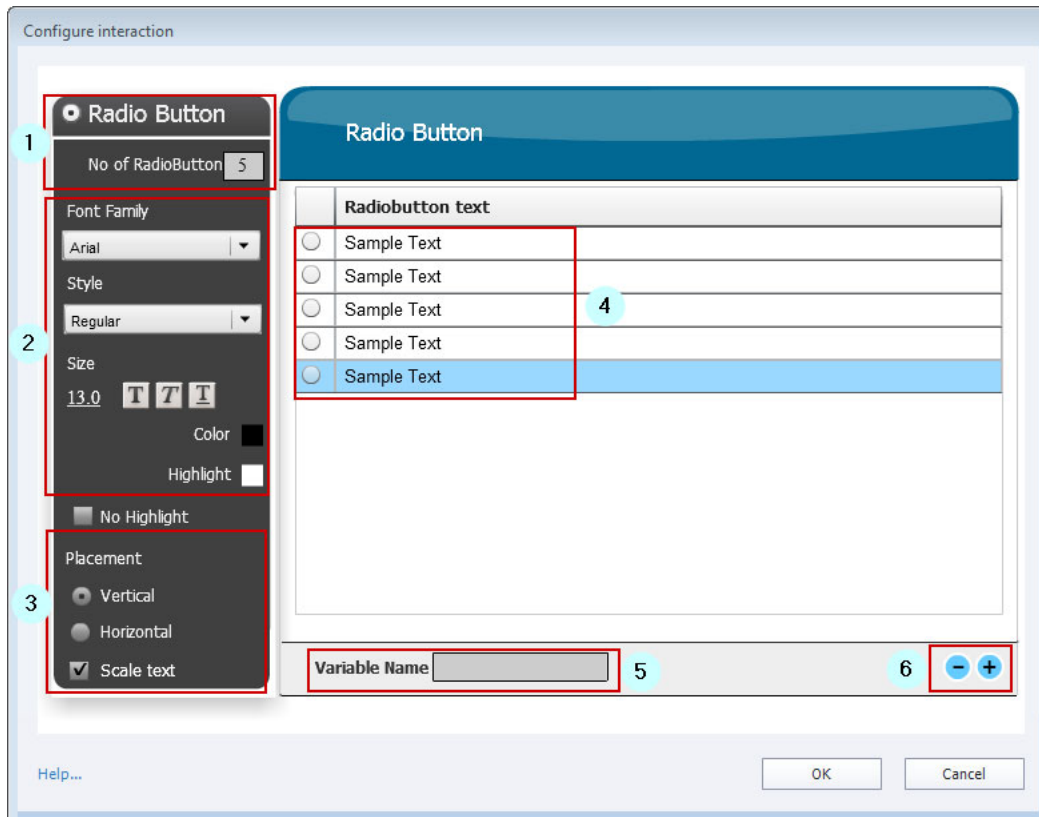 Configure interaction
Radio Button
1
No of RadioButton 5
Font Family
Arial
Style
Regular
2
Size
13.0 T T T
Color
Highlight
No Highlight
Placement
Vertical
3
Horizontal
Scale text
Radio Button
Radiobutton text
Sample Text
Sample Text
Sample Text
4
Sample Text
Sample Text
Variable Name
5
6
- +
Help...
OK
Cancel